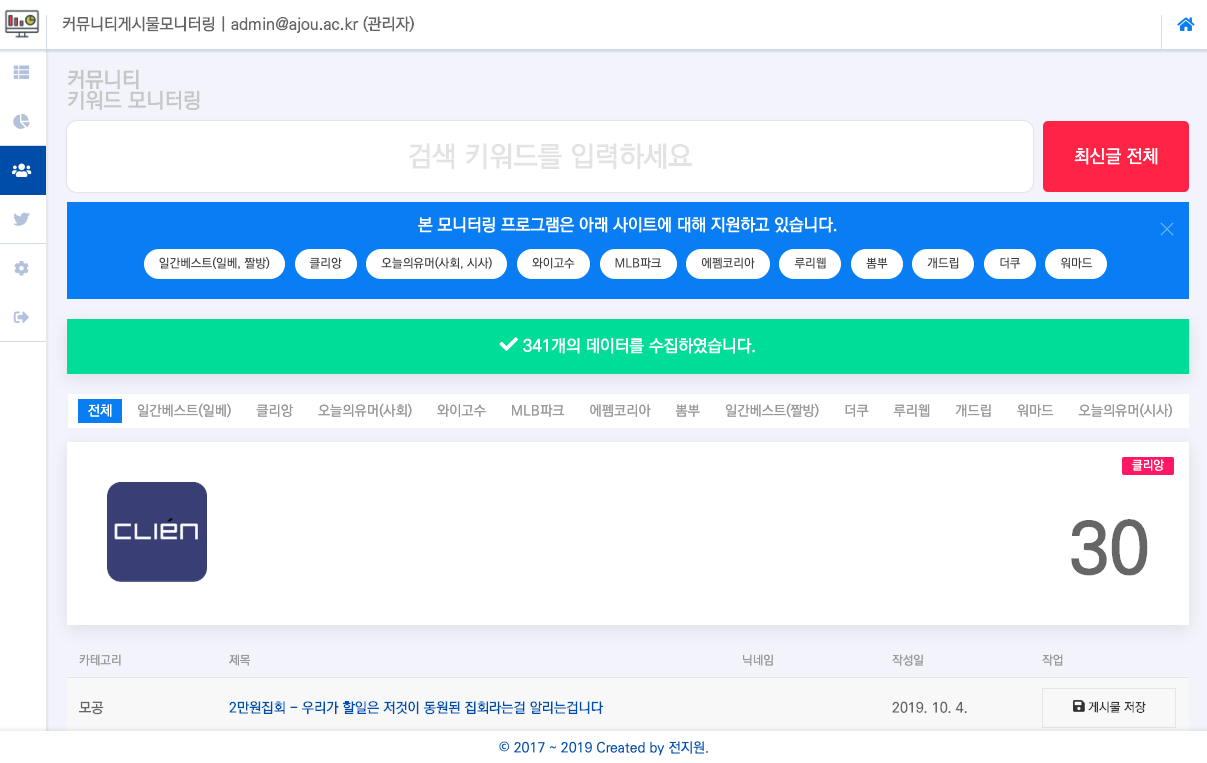 커뮤니티게시물모니터링 | admin@ajou.ac.kr (관리자)
커뮤니티
키워드 모니터링
검색 키워드를 입력하세요
최신글 전체
본 모니터링 프로그램은 아래 사이트에 대해 지원하고 있습니다.
일간베스트(일베, 짤방) 클리앙 오늘의유머(사회, 시사) 와이고수 MLB파크 에펨코리아 루리웹 뽐뿌 개드립 더쿠 워마드
341개의 데이터를 수집하였습니다.
전체 일간베스트(일베) 클리앙 오늘의유머(사회) 와이고수 MLB파크 에펨코리아 뽐뿌 일간베스트(짤방) 더쿠 루리웹 개드립 워마드 오늘의유머(시사)
클리앙
CLIEN
30
카테고리 제목 닉네임 작성일 작업
모공 2만원집회 - 우리가 할일은 저것이 동원된 집회라는걸 알리는겁니다 2019. 10. 4. 게시물 저장
© 2017 ~ 2019 Created by 전지원.